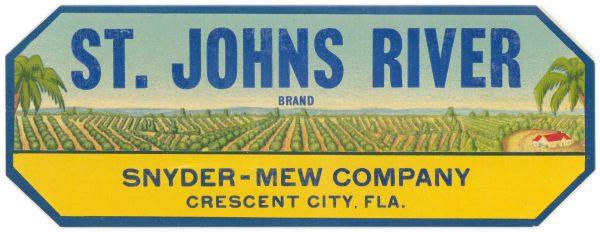 ST. JOHNS RIVER
BRAND
SNYDER-MEW COMPANY
CRESCENT CITY, FLA.